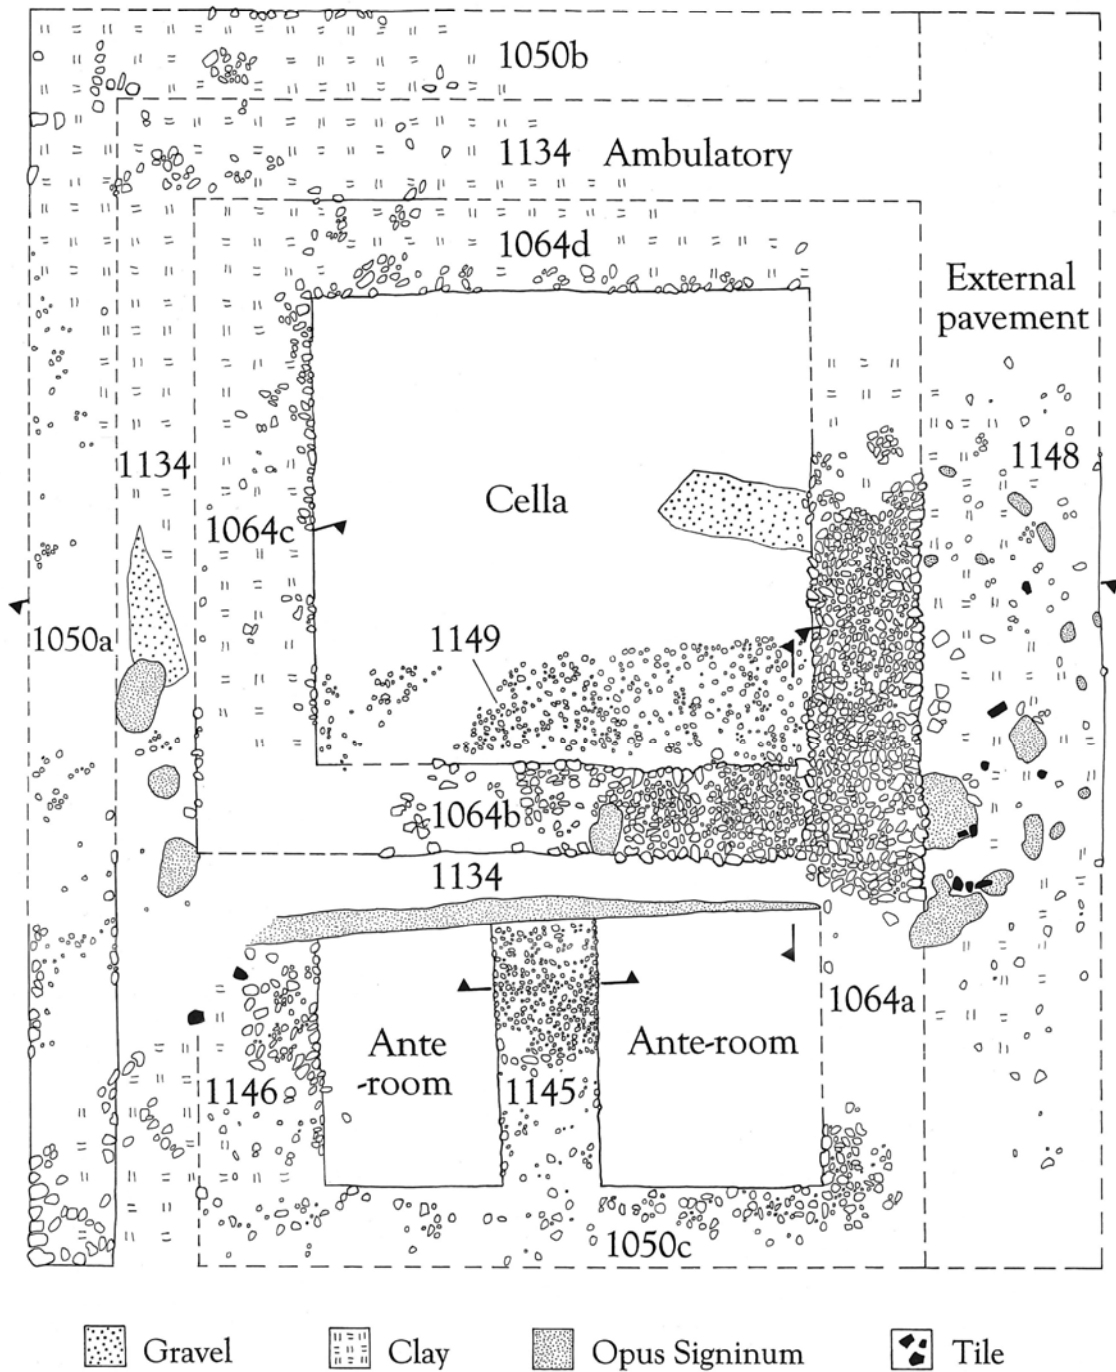 1050b
1134 Ambulatory
1064d
External
pavement
1134
1148
Cella
1064c
1149
1050a
1064b
1134
1064a
Ante
-room
Ante-room
1146
1145
1050c
Gravel
Clay
Opus Signinum
Tile